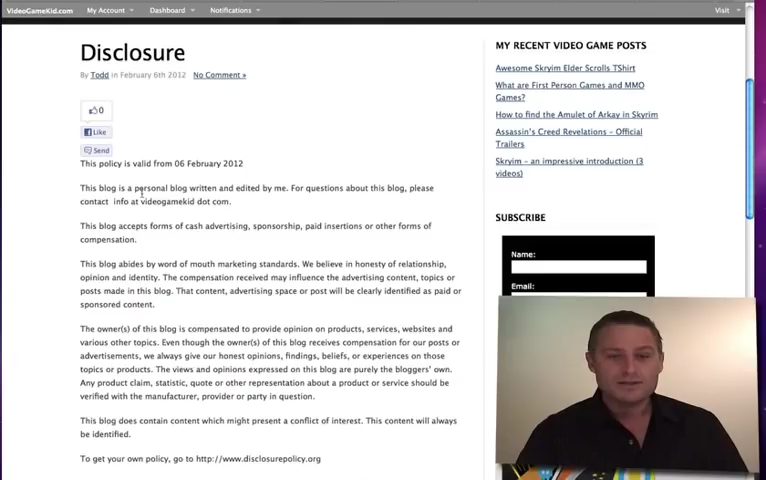 VideoGameKid.com My Account Dashboard Notifications Visit
Disclosure
By Todd in February 6th 2012 No Comment »
0
Like
Send
This policy is valid from 06 February 2012
This blog is a personal blog written and edited by me. For questions about this blog, please
contact info at videogamekid dot com.
This blog accepts forms of cash advertising, sponsorship, paid insertions or other forms of
compensation.
This blog abides by word of mouth marketing standards. We believe in honesty of relationship,
opinion and identity. The compensation received may influence the advertising content, topics or
posts made in this blog. That content, advertising space or post will be clearly identified as paid or
sponsored content.
The owner(s) of this blog is compensated to provide opinion on products, services, websites and
various other topics. Even though the owner(s) of this blog receives compensation for our posts or
advertisements, we always give our honest opinions, findings, beliefs, or experiences on those
topics or products. The views and opinions expressed on this blog are purely the bloggers' own.
Any product claim, statistic, quote or other representation about a product or service should be
verified with the manufacturer, provider or party in question.
This blog does contain content which might present a conflict of interest. This content will always
be identified.
To get your own policy, go to http://www.disclosurepolicy.org
MY RECENT VIDEO GAME POSTS
Awesome Skryim Elder Scrolls TShirt
What are First Person Games and MMO
Games?
How to find the Amulet of Arkay in Skyrim
Assassin's Creed Revelations – Official
Trailers
Skyrim – an impressive introduction (3
videos)
SUBSCRIBE
Name:
Email: